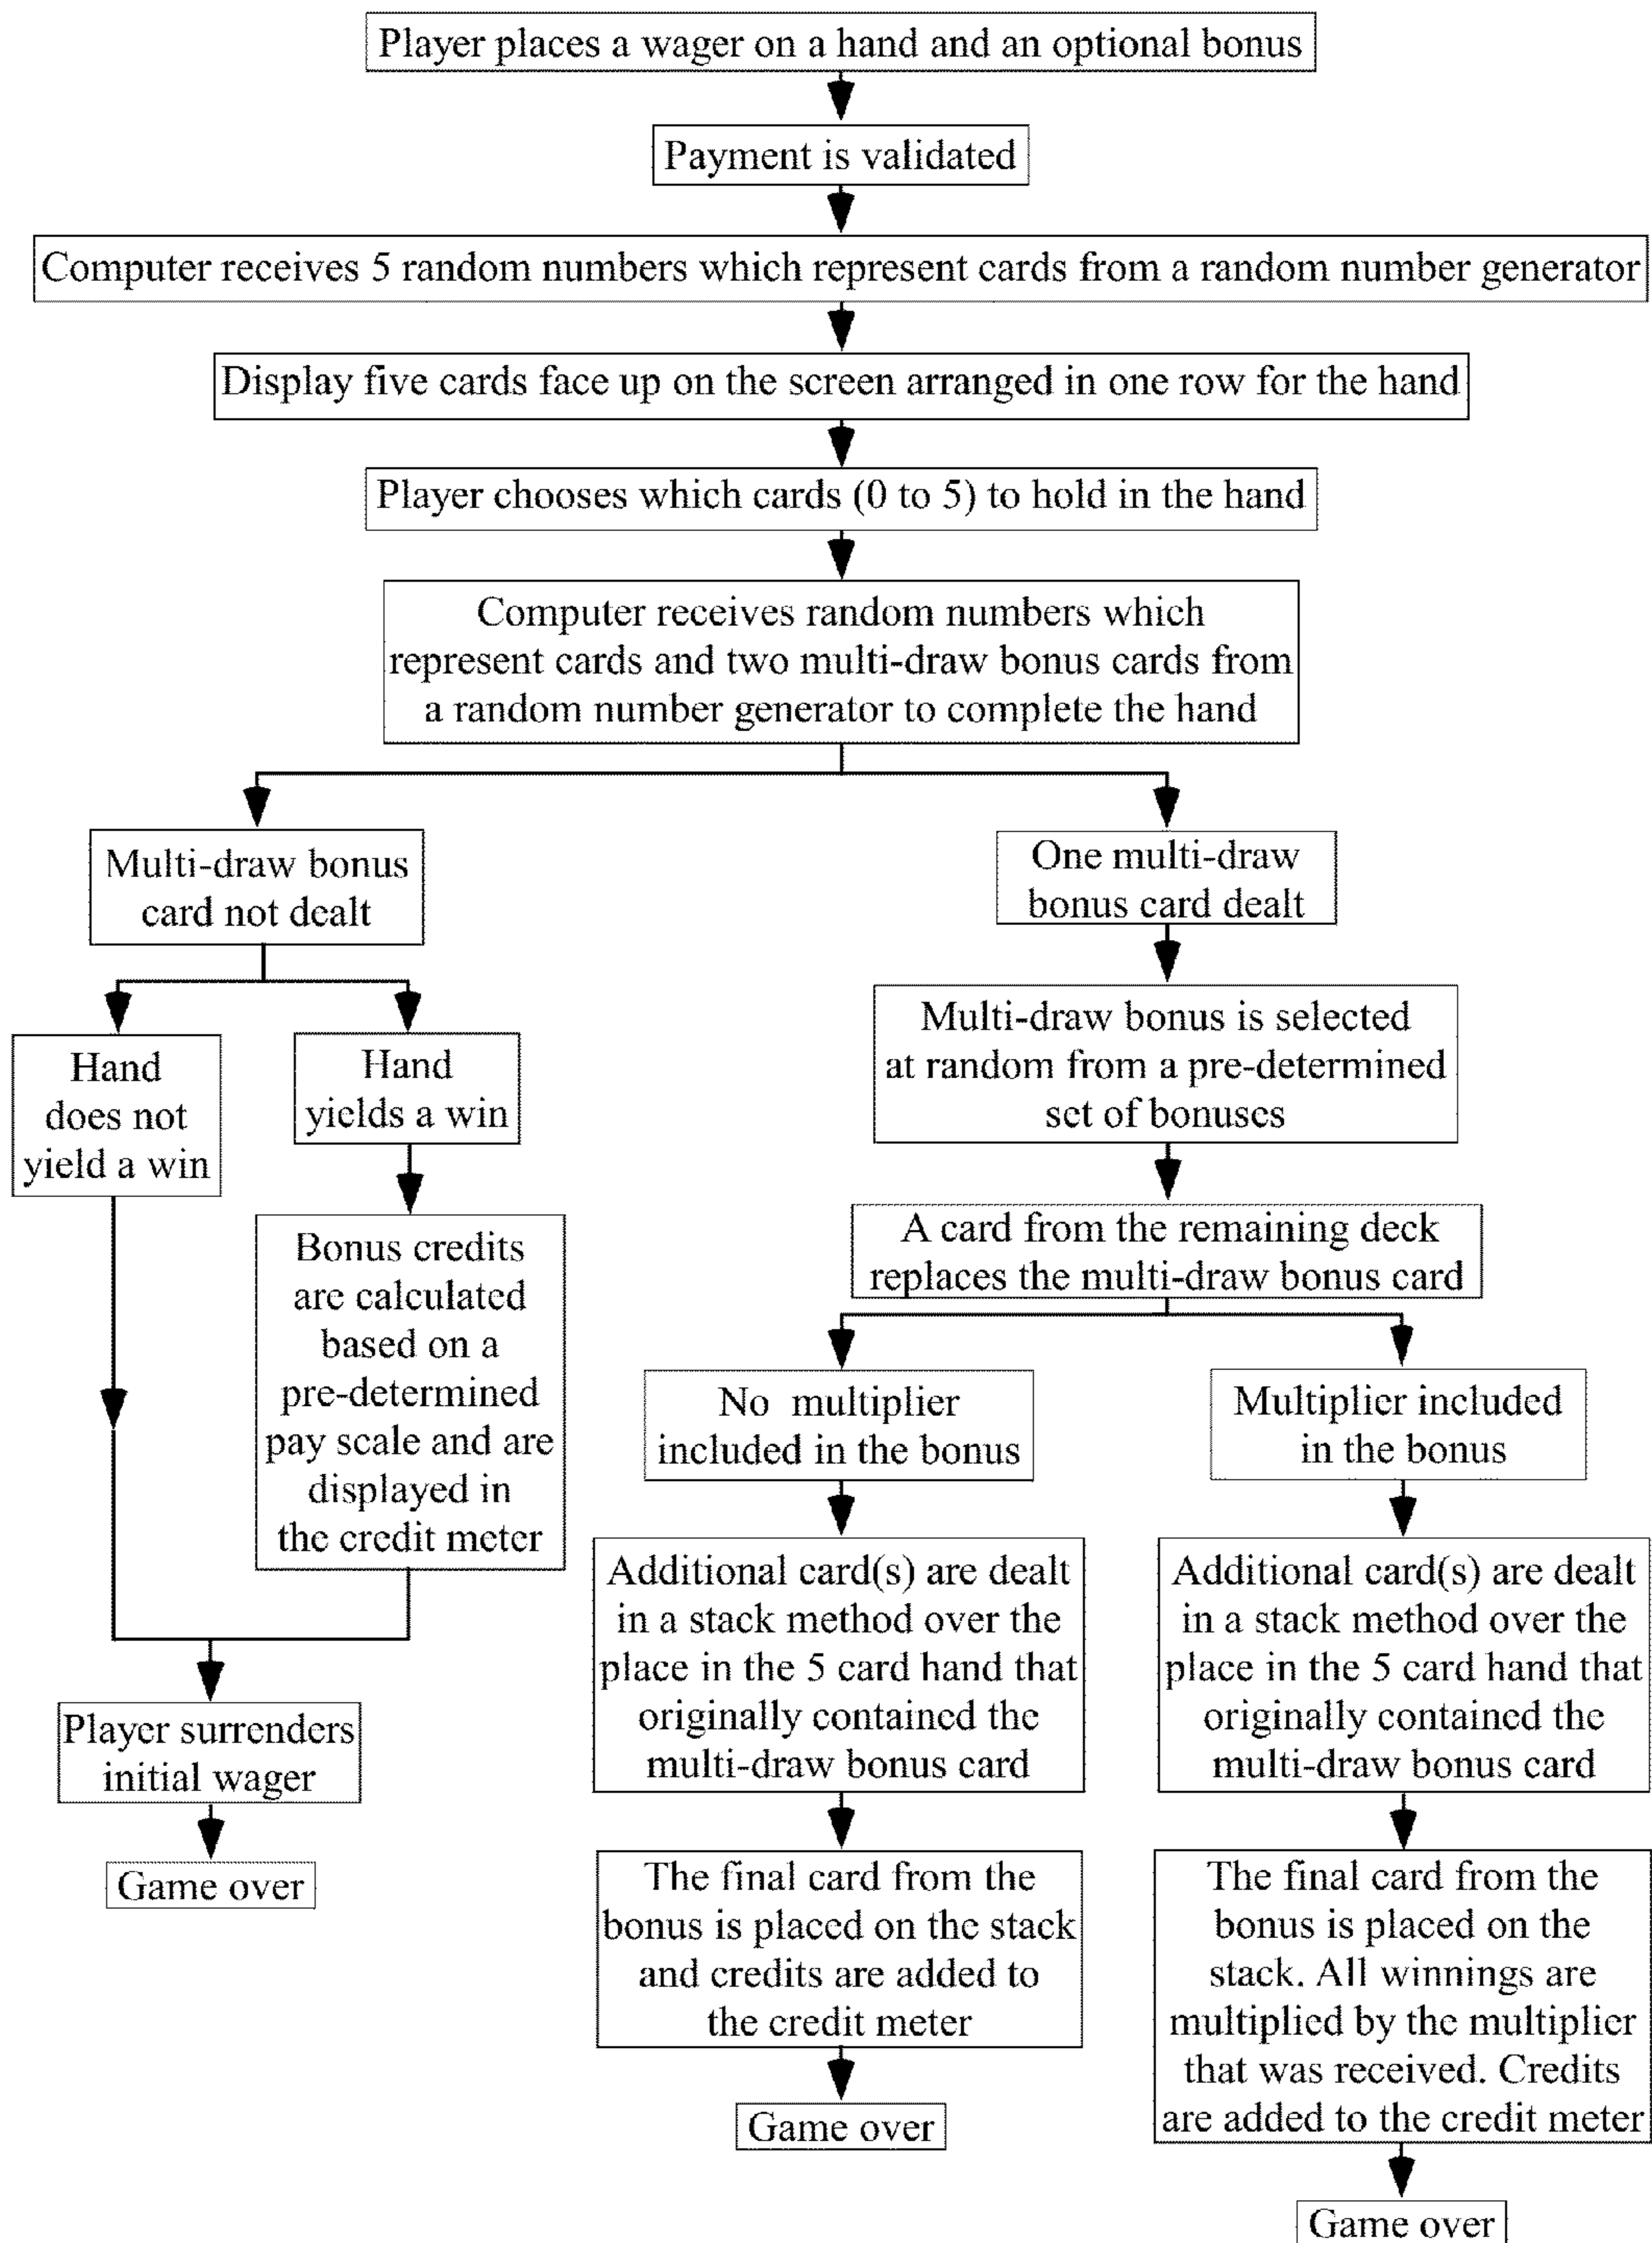 Player places a wager on a hand and an optional bonus
Payment is validated
Computer receives 5 random numbers which represent cards from a random number generator
Display five cards face up on the screen arranged in one row for the hand
Player chooses which cards (0 to 5) to hold in the hand
Computer receives random numbers which
represent cards and two multi-draw bonus cards from
a random number generator to complete the hand
Multi-draw bonus
card not dealt
Hand
does not
yield a win
Hand
yields a win
Bonus credits
are calculated
based on a
pre-determined
pay scale and are
displayed in
the credit meter
Player surrenders
initial wager
Game over
One multi-draw
bonus card dealt
Multi-draw bonus is selected
at random from a pre-determined
set of bonuses
A card from the remaining deck
replaces the multi-draw bonus card
No multiplier
included in the bonus
Additional card(s) are dealt
in a stack method over the
place in the 5 card hand that
originally contained the
multi-draw bonus card
The final card from the
bonus is placed on the stack
and credits are added to
the credit meter
Game over
Multiplier included
in the bonus
Additional card(s) are dealt
in a stack method over the
place in the 5 card hand that
originally contained the
multi-draw bonus card
The final card from the
bonus is placed on the
stack. All winnings are
multiplied by the multiplier
that was received. Credits
are added to the credit meter
Game over